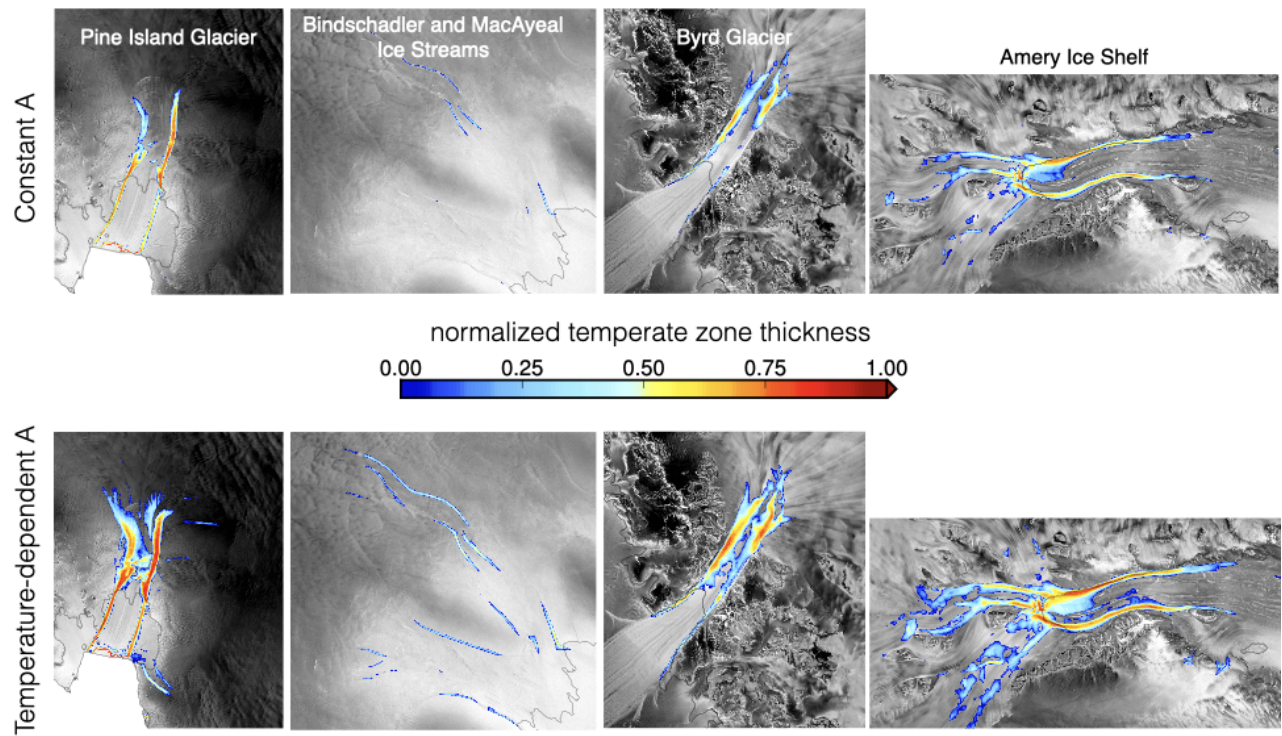 Pine Island Glacier
Bindschadler and MacAyeal
Ice Streams
Byrd Glacier
Amery Ice Shelf
Constant A
normalized temperate zone thickness
0.00 0.25 0.50 0.75 1.00
Temperature-dependent A